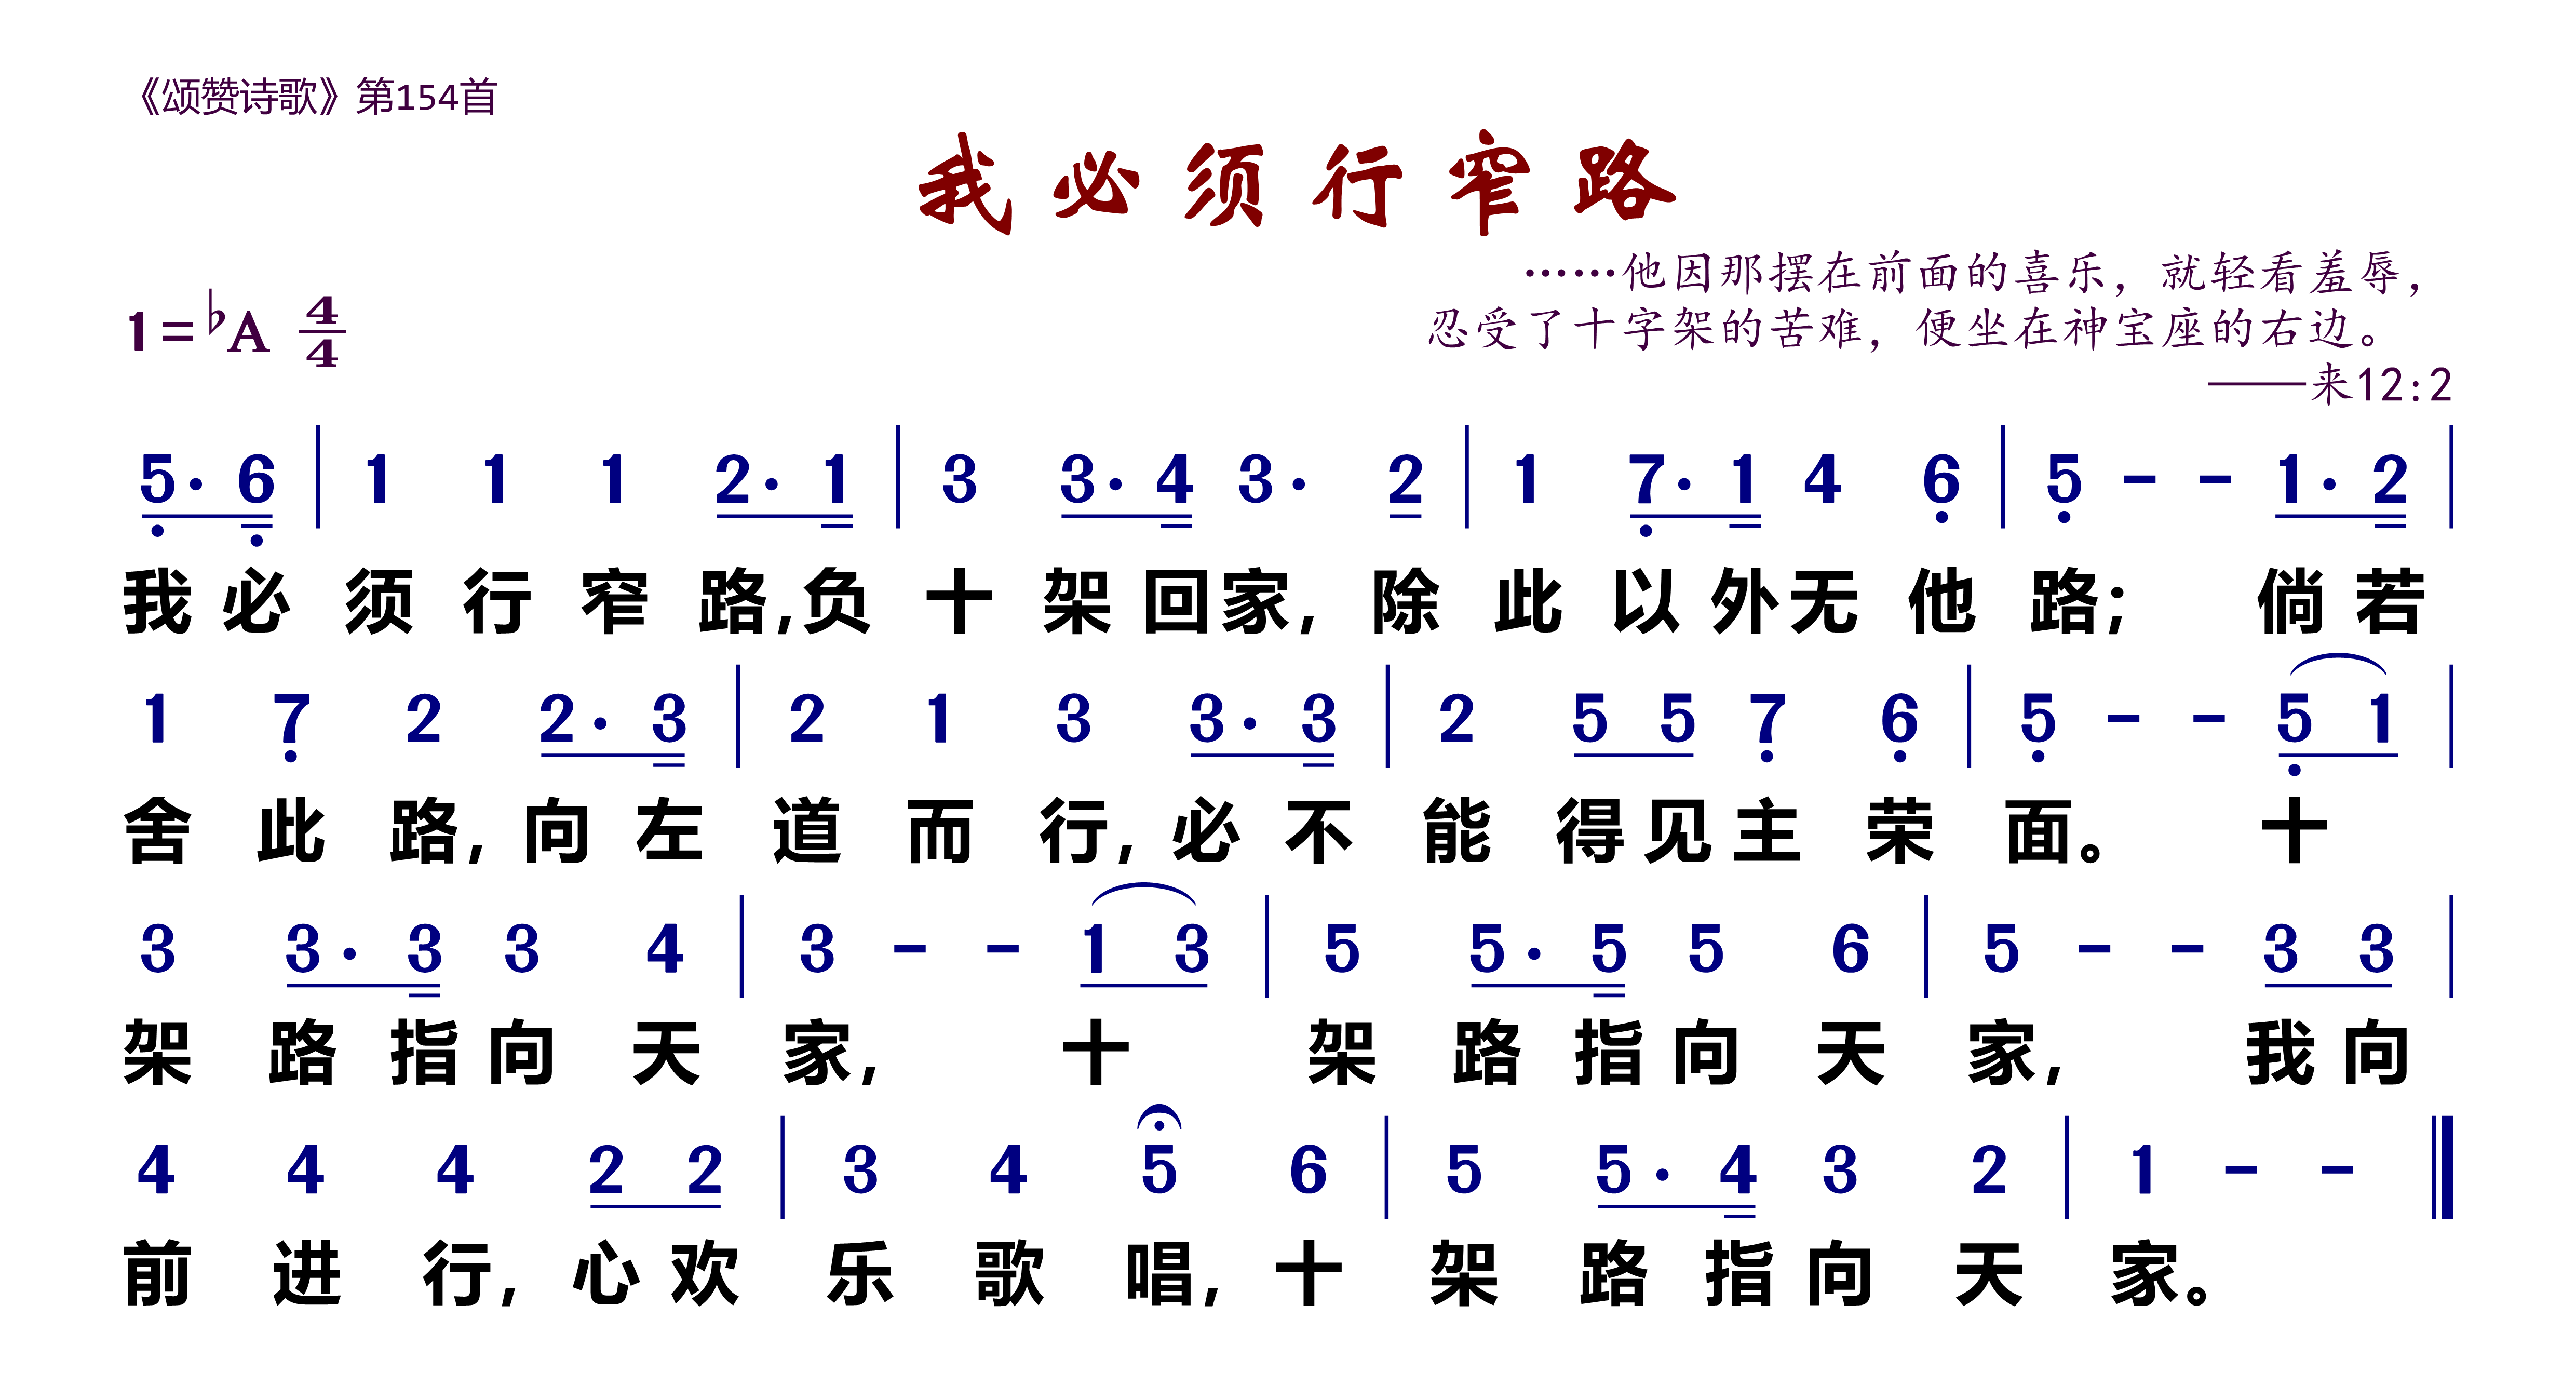 《颂赞诗歌》第154首
我必须行窄路
……他因那摆在前面的喜乐，就轻看羞辱，
忍受了十字架的苦难，便坐在神宝座的右边。
——来12:2
1=♭A 4/4
5̣· 6̣ | 1 1 1 2· 1 | 3 3· 4 3· 2 | 1 7̣· 1 4 6̣ | 5̣ - - 1· 2 |
我必须行窄路,负十架回家,除此以外无他路;倘若
1 7̣ 2 2· 3 | 2 1 3 3· 3 | 2 5 5 7̣ 6̣ | 5̣ - - 5̣ 1 |
舍此路,向左道而行,必不能得见主荣面。十
3 3· 3 3 4 | 3 - - 1 3 | 5 5· 5 5 6 | 5 - - 3 3 |
架路指向天家,十架路指向天家,我向
4 4 4 2 2 | 3 4 5 6 | 5 5· 4 3 2 | 1 - - ‖
前进行,心欢乐歌唱,十架路指向天家。